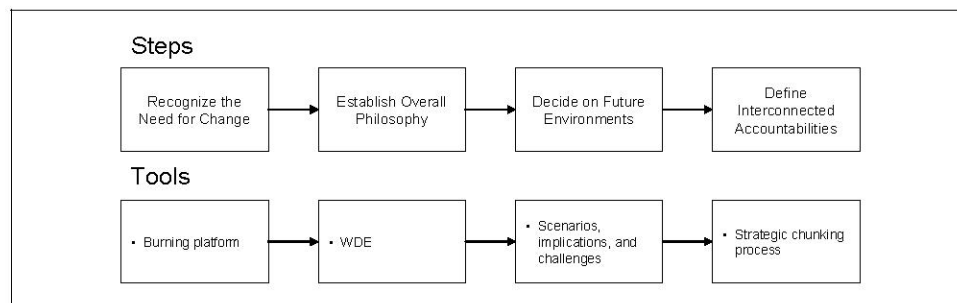 Steps
Recognize the
Need for Change
Establish Overall
Philosophy
Decide on Future
Environments
Define
Interconnected
Accountabilities
Tools
▪ Burning platform
▪ WDE
▪ Scenarios,
implications, and
challenges
▪ Strategic chunking
process